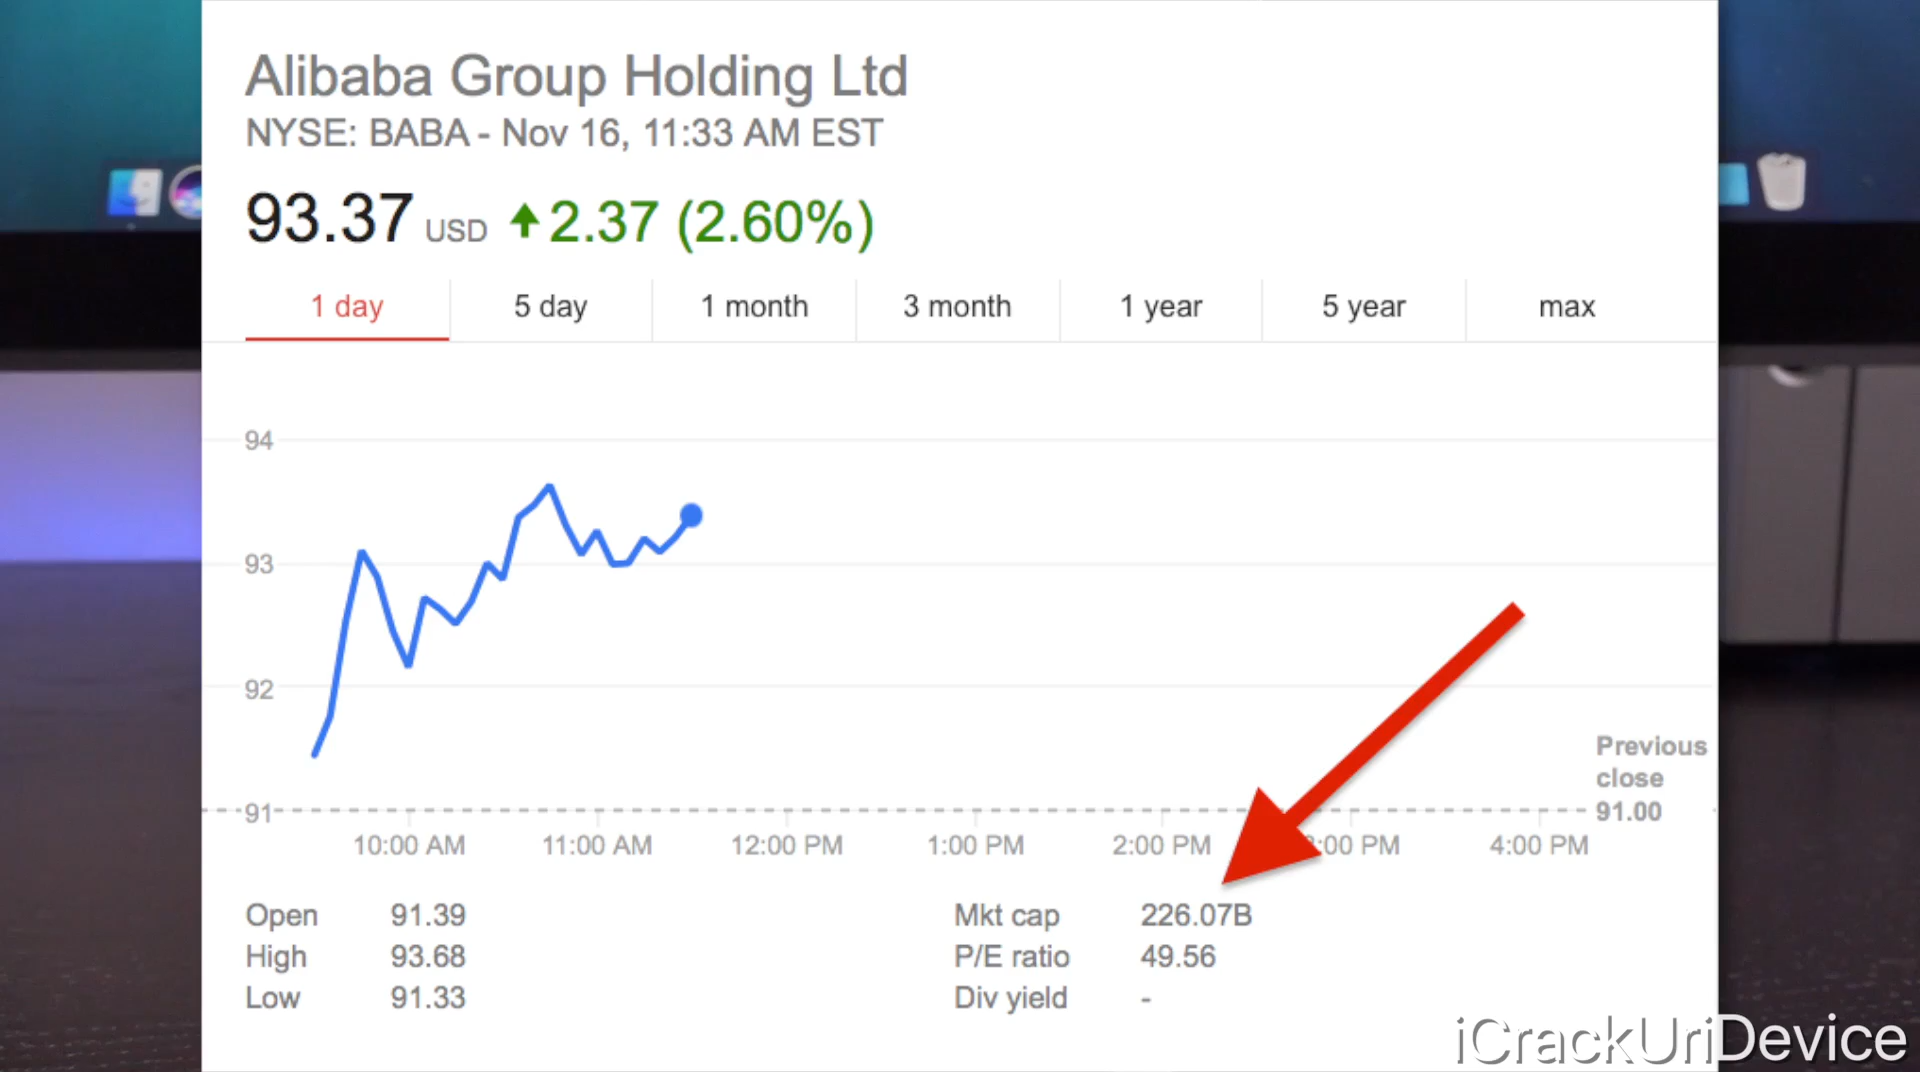 Alibaba Group Holding Ltd
NYSE: BABA - Nov 16, 11:33 AM EST
93.37 USD 2.37 (2.60%)
1 day 5 day 1 month 3 month 1 year 5 year max
94
93
92
Previous
close
91 91.00
10:00 AM 11:00 AM 12:00 PM 1:00 PM 2:00 PM :00 PM 4:00 PM
Open 91.39 Mkt cap 226.07B
High 93.68 P/E ratio 49.56
Low 91.33 Div yield -
iCrackUriDevice